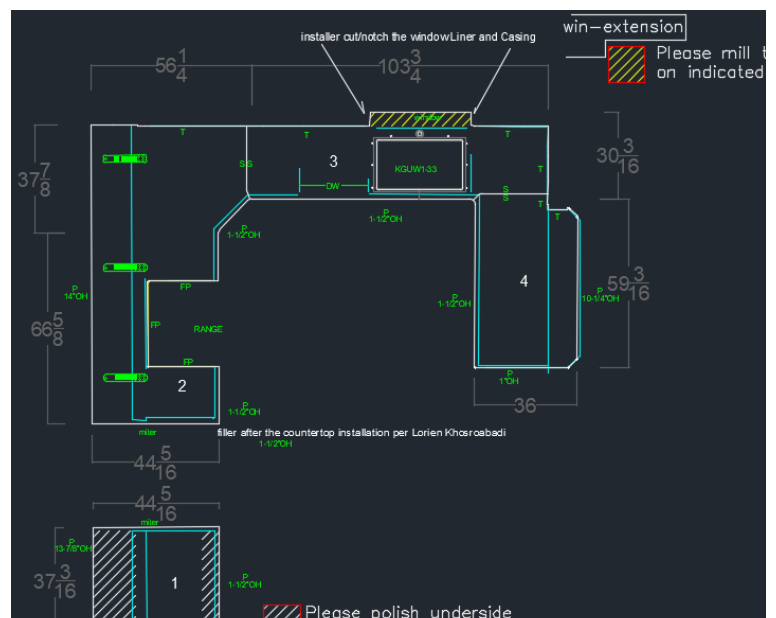 win-extension
installer cut/notch the window Liner and Casing
Please mill t
on indicated
56 1/4
103 3/4
T
T
T
3
S S
KGUW1-33
DW
T
30 3/16
37 7/8
S
S
T
T
P
1-1/2"OH
P
1-1/2"OH
P
14"OH
FP
P
1-1/2"OH
4
P
10-1/4"OH
59 3/16
66 5/8
FP
RANGE
FP
2
P
1"OH
36
P
1-1/2"OH
miter
filler after the countertop installation per Lorien Khosroabadi
1-1/2"OH
44 5/16
44 5/16
miter
P
13-7/8"OH
37 3/16
1
P
1-1/2"OH
Please polish underside